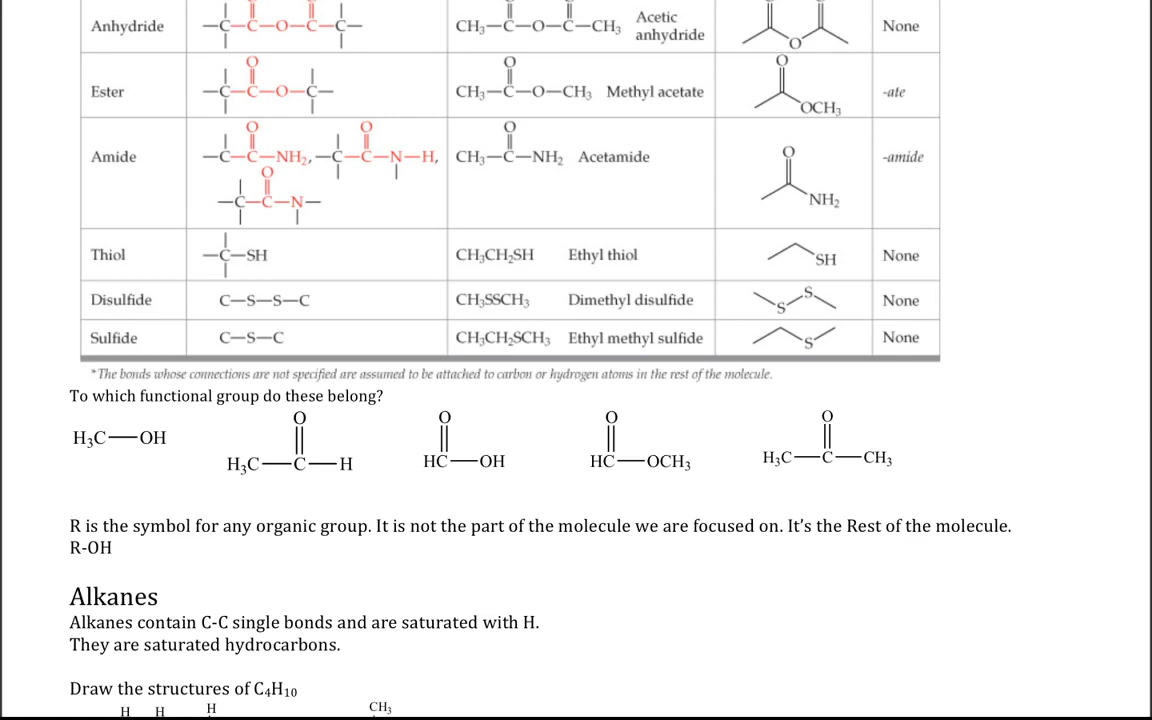 Anhydride —C—C—O—C—C— CH₃—C—O—C—CH₃ Acetic anhydride O None
O O O
Ester —C—C—O—C— CH₃—C—O—CH₃ Methyl acetate OCH₃ -ate
O O O O
Amide —C—C—NH₂, —C—C—N—H, CH₃—C—NH₂ Acetamide NH₂ -amide
O
—C—C—N—
Thiol —C—SH CH₃CH₂SH Ethyl thiol SH None
Disulfide C—S—S—C CH₃SSCH₃ Dimethyl disulfide S S None
Sulfide C—S—C CH₃CH₂SCH₃ Ethyl methyl sulfide S None
*The bonds whose connections are not specified are assumed to be attached to carbon or hydrogen atoms in the rest of the molecule.
To which functional group do these belong?
O O O O
H₃C—OH H₃C—C—H HC—OH HC—OCH₃ H₃C—C—CH₃
R is the symbol for any organic group. It is not the part of the molecule we are focused on. It’s the Rest of the molecule.
R-OH
Alkanes
Alkanes contain C-C single bonds and are saturated with H.
They are saturated hydrocarbons.
Draw the structures of C₄H₁₀
H H H CH₃